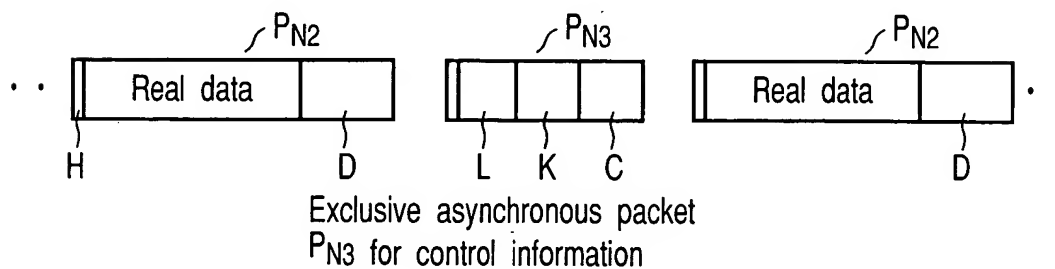 PN2 PN3 PN2
· · Real data Real data ·
H D L K C D
Exclusive asynchronous packet
PN3 for control information